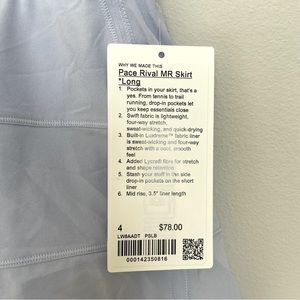 WHY WE MADE THIS
Pace Rival MR Skirt
*Long
1. Pockets in your skirt, that's a
yes. From tennis to trail
running, drop-in pockets let
you keep essentials close
2. Swift fabric is lightweight,
four-way stretch,
sweat-wicking, and quick-drying
3. Built-in Luxtreme™ fabric liner
is sweat-wicking and four-way
stretch with a cool, smooth
feel
4. Added Lycra® fibre for stretch
and shape retention
5. Stash your stuff in the side
drop-in pockets on the short
liner
6. Mid rise, 3.5" liner length
4 $78.00
LW8AADT PSLB
000142350816